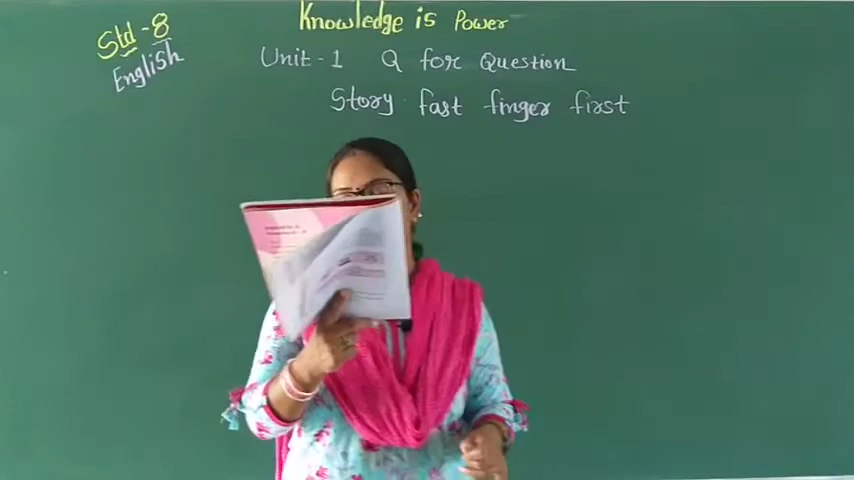 Knowledge is Power
Std - 8
English
Unit - 1 Q for Question
Story fast finger first